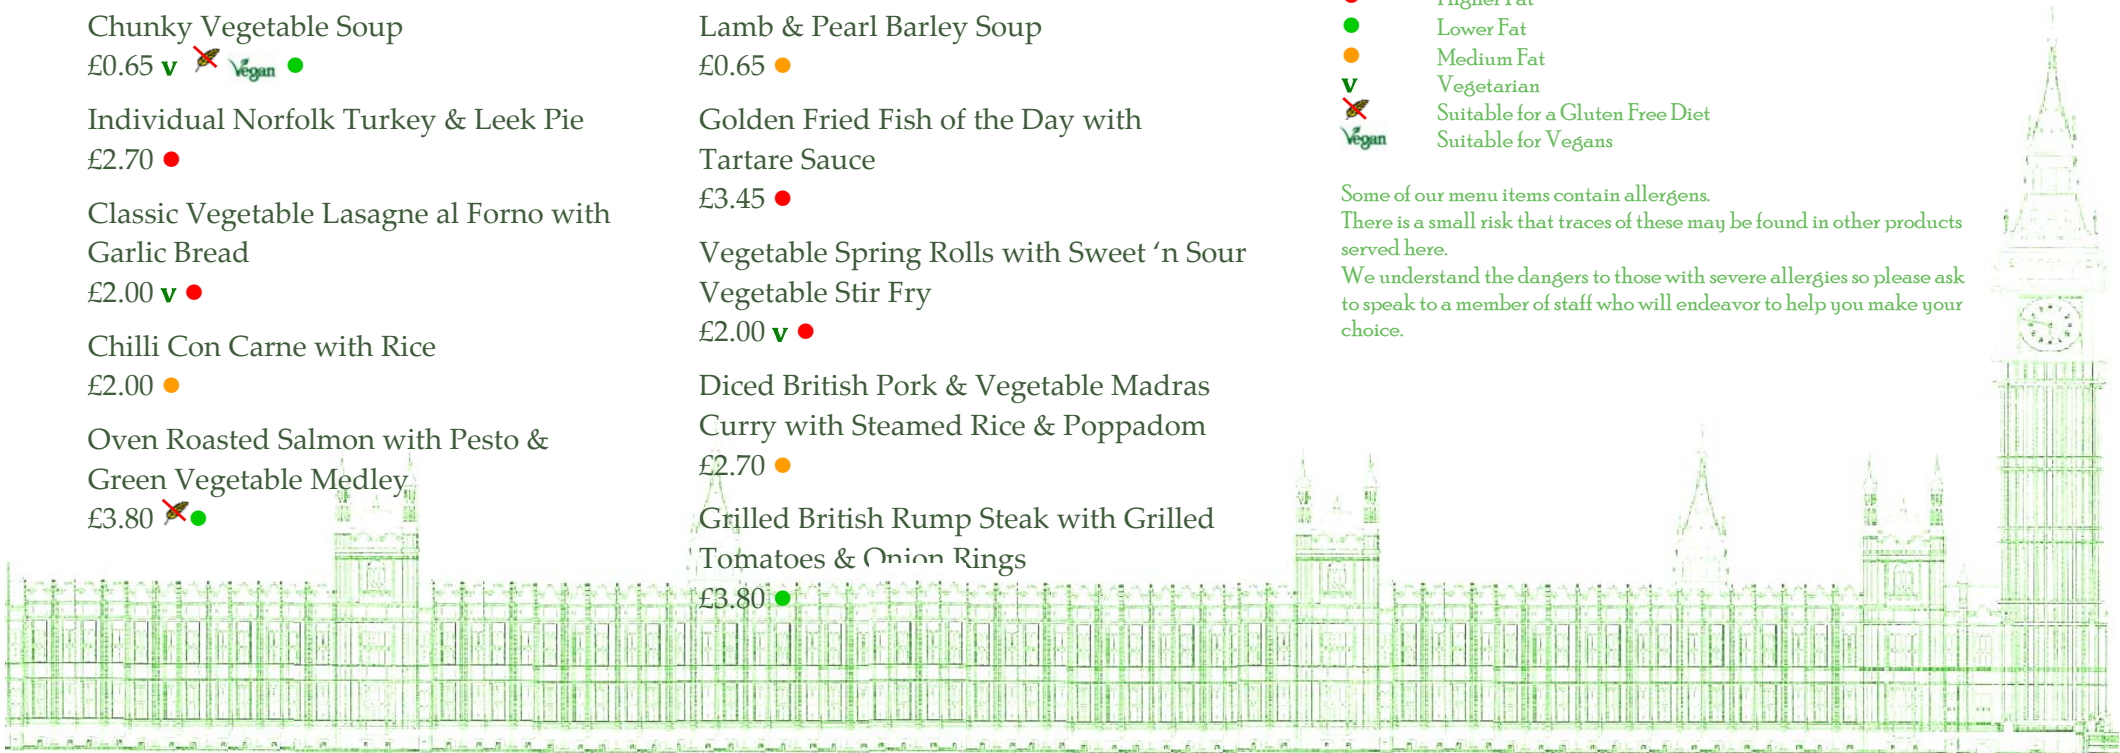 Chunky Vegetable Soup
£0.65 v Vegan
Individual Norfolk Turkey & Leek Pie
£2.70
Classic Vegetable Lasagne al Forno with
Garlic Bread
£2.00 v
Chilli Con Carne with Rice
£2.00
Oven Roasted Salmon with Pesto &
Green Vegetable Medley
£3.80
Lamb & Pearl Barley Soup
£0.65
Golden Fried Fish of the Day with
Tartare Sauce
£3.45
Vegetable Spring Rolls with Sweet ‘n Sour
Vegetable Stir Fry
£2.00 v
Diced British Pork & Vegetable Madras
Curry with Steamed Rice & Poppadom
£2.70
Grilled British Rump Steak with Grilled
Tomatoes & Onion Rings
£3.80
Higher Fat
Lower Fat
Medium Fat
v Vegetarian
Suitable for a Gluten Free Diet
Vegan Suitable for Vegans
Some of our menu items contain allergens.
There is a small risk that traces of these may be found in other products
served here.
We understand the dangers to those with severe allergies so please ask
to speak to a member of staff who will endeavor to help you make your
choice.